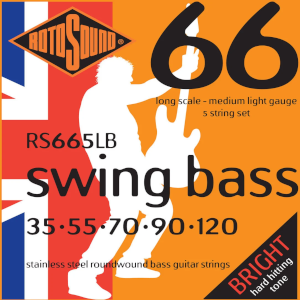 ROTOSOUND
66
long scale - medium light gauge
5 string set
RS665LB
swing bass
35·55·70·90·120
stainless steel roundwound bass guitar strings
BRIGHT
hard hitting
tone